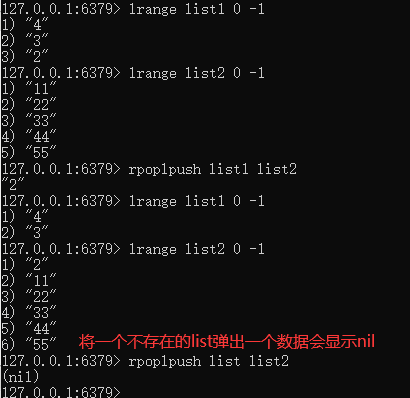 127.0.0.1:6379> lrange list1 0 -1
1) "4"
2) "3"
3) "2"
127.0.0.1:6379> lrange list2 0 -1
1) "11"
2) "22"
3) "33"
4) "44"
5) "55"
127.0.0.1:6379> rpoplpush list1 list2
"2"
127.0.0.1:6379> lrange list1 0 -1
1) "4"
2) "3"
127.0.0.1:6379> lrange list2 0 -1
1) "2"
2) "11"
3) "22"
4) "33"
5) "44"
6) "55" 将一个不存在的list弹出一个数据会显示nil
127.0.0.1:6379> rpoplpush list list2
(nil)
127.0.0.1:6379>